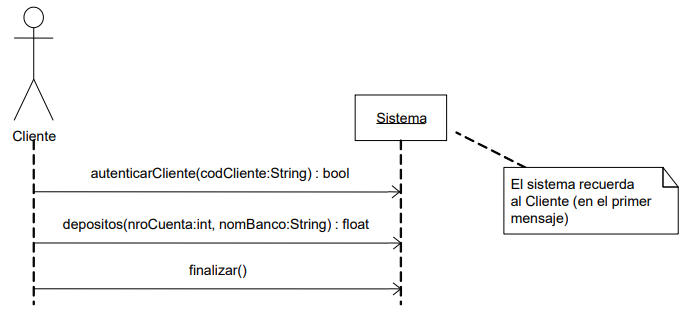 Cliente
Sistema
autenticarCliente(codCliente:String) : bool
El sistema recuerda
al Cliente (en el primer
mensaje)
depositos(nroCuenta:int, nomBanco:String) : float
finalizar()